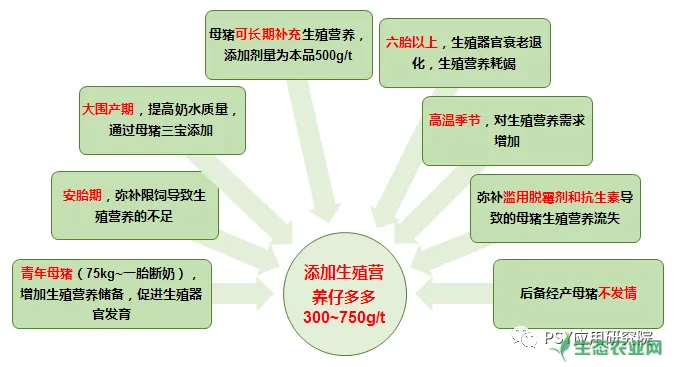 母猪可长期补充生殖营养，
添加剂量为本品500g/t
六胎以上，生殖器官衰老退
化，生殖营养耗竭
大围产期，提高奶水质量，
通过母猪三宝添加
高温季节，对生殖营养需求
增加
安胎期，弥补限饲导致生
殖营养的不足
弥补滥用脱霉剂和抗生素导
致的母猪生殖营养流失
青年母猪（75kg~一胎断奶），
增加生殖营养储备，促进生殖器
官发育
添加生殖营
养仔多多
300~750g/t
后备经产母猪不发情
PSY应用研究院
生态农业网